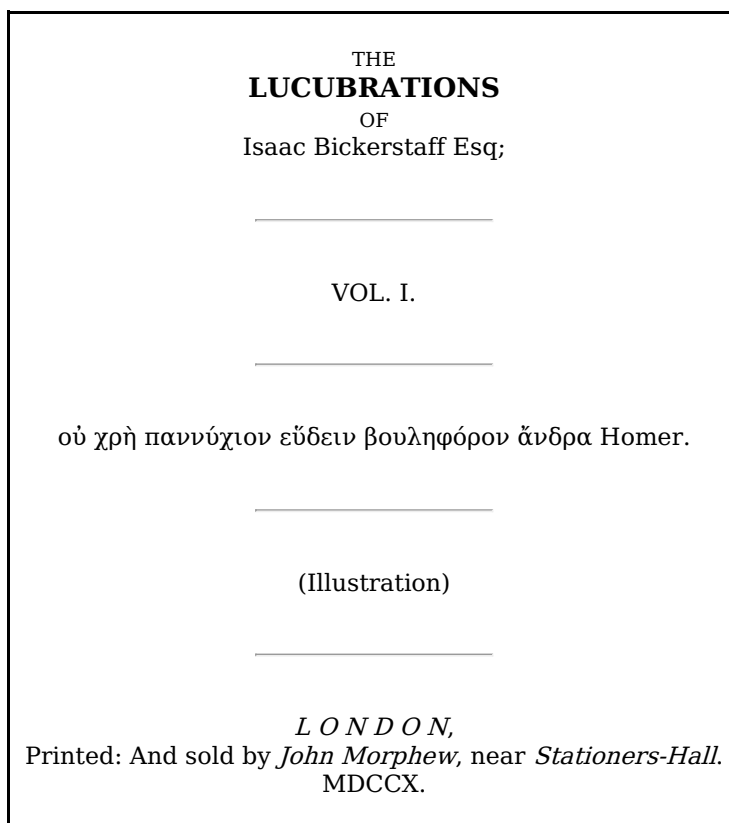 THE
LUCUBRATIONS
OF
Isaac Bickerstaff Esq;
VOL. I.
οὐ χρὴ παννύχιον εὕδειν βουληφόρον ἄνδρα Homer.
(Illustration)
L O N D O N,
Printed: And sold by John Morphew, near Stationers-Hall.
MDCCX.